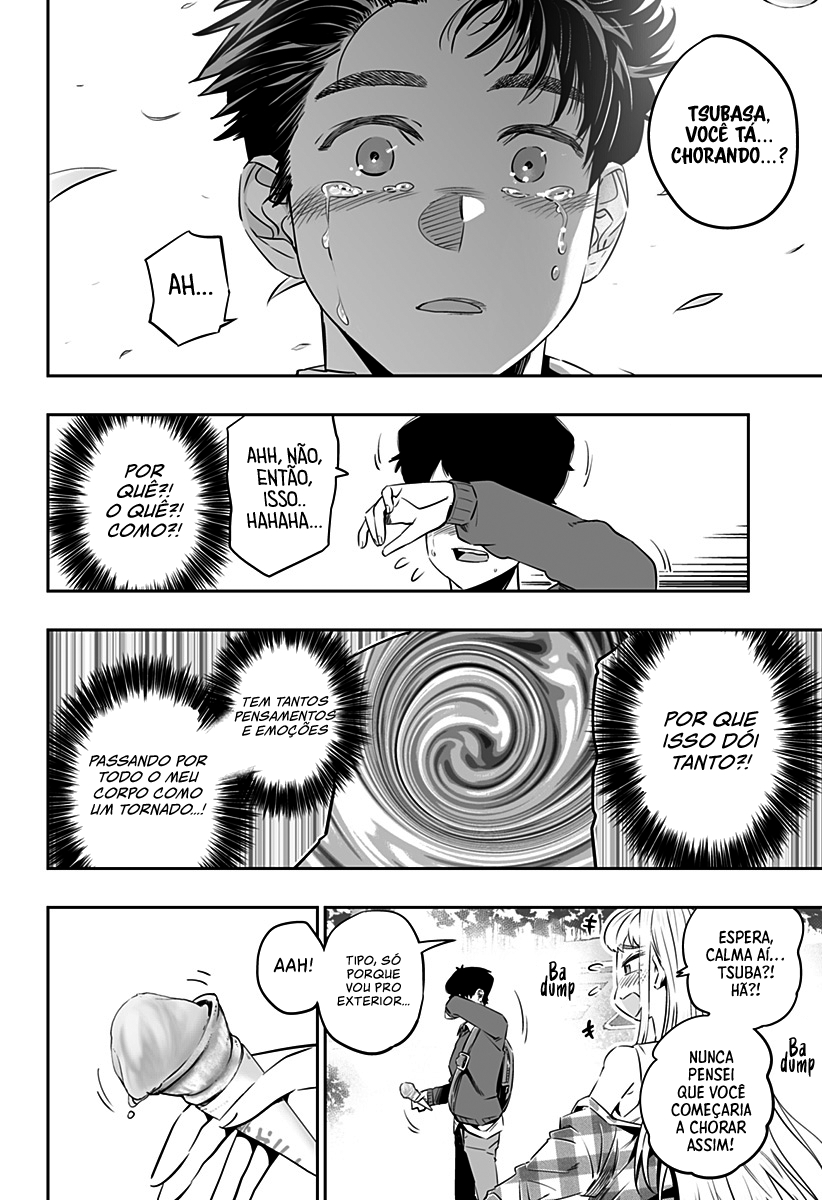 TSUBASA,
VOCÊ TÁ...
CHORANDO...?
AH...
AHH, NÃO,
ENTÃO,
ISSO..
HAHAHA...
POR
QUÊ?!
O QUÊ?!
COMO?!
POR QUE
ISSO DÓI
TANTO?!
TEM TANTOS
PENSAMENTOS
E EMOÇÕES
PASSANDO POR
TODO O MEU
CORPO COMO
UM TORNADO...!
ESPERA,
CALMA AÍ...
TSUBA?!
HÃ?!
NUNCA
PENSEI
QUE VOCÊ
COMEÇARIA
A CHORAR
ASSIM!
Ba
dump
Ba
dump
TIPO, SÓ
PORQUE
VOU PRO
EXTERIOR...
AAH!